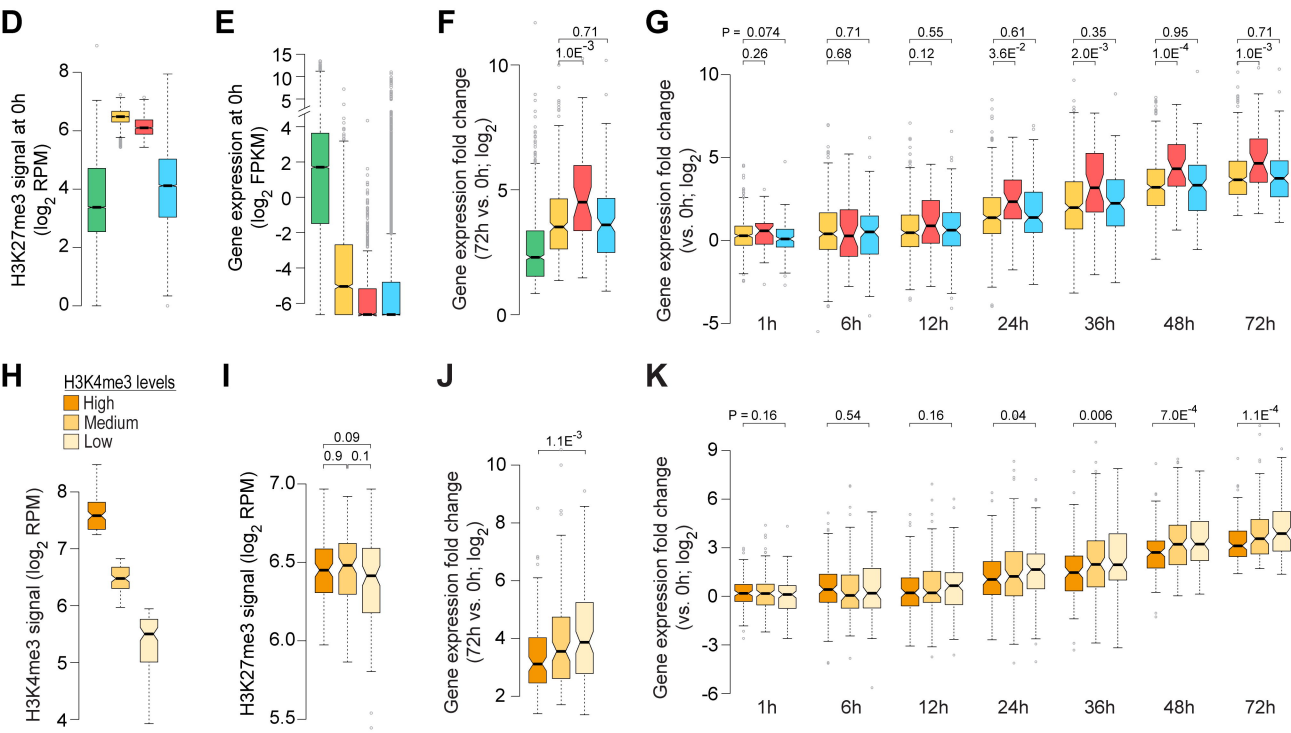 D
H3K27me3 signal at 0h
(log2 RPM)
8
6
4
2
0
E
Gene expression at 0h
(log2 FPKM)
15
10
5
4
2
0
-2
-4
-6
F
Gene expression fold change
(72h vs. 0h; log2)
10
5
0
0.71
1.0E-3
G
Gene expression fold change
(vs. 0h; log2)
10
5
0
-5
P = 0.074
0.26
0.71
0.68
0.55
0.12
0.61
3.6E-2
0.35
2.0E-3
0.95
1.0E-4
0.71
1.0E-3
1h
6h
12h
24h
36h
48h
72h
H
H3K4me3 levels
High
Medium
Low
H3K4me3 signal (log2 RPM)
8
7
6
5
4
I
H3K27me3 signal (log2 RPM)
7.0
6.5
6.0
5.5
0.09
0.9
0.1
J
Gene expression fold change
(72h vs. 0h; log2)
10
8
6
4
2
1.1E-3
K
Gene expression fold change
(vs. 0h; log2)
9
6
3
0
-3
-6
P = 0.16
0.54
0.16
0.04
0.006
7.0E-4
1.1E-4
1h
6h
12h
24h
36h
48h
72h